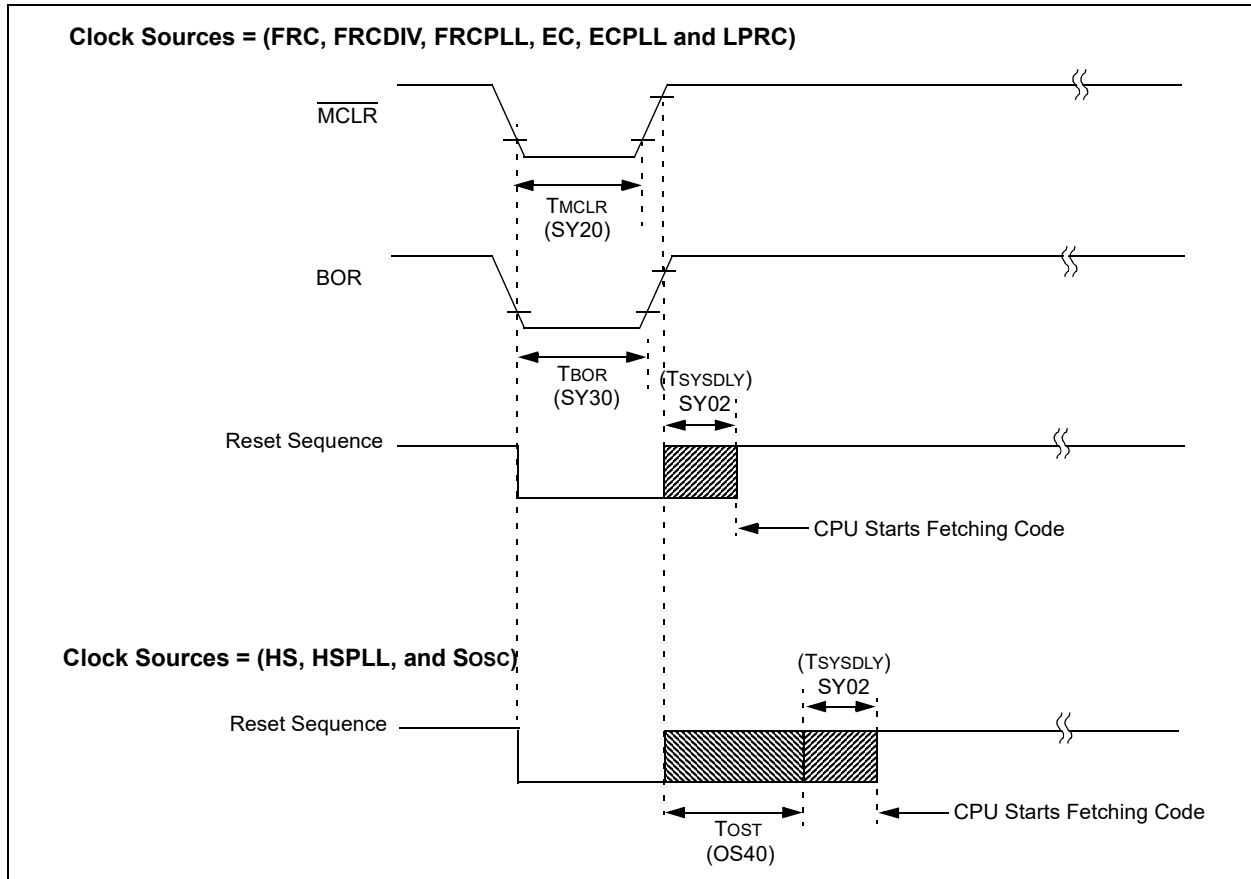 Clock Sources = (FRC, FRCDIV, FRCPLL, EC, ECPLL and LPRC)
MCLR
TMCLR
(SY20)
BOR
TBOR
(SY30)
(TSYSDLY)
SY02
Reset Sequence
CPU Starts Fetching Code
Clock Sources = (HS, HSPLL, and SOSC)
(TSYSDLY)
SY02
Reset Sequence
CPU Starts Fetching Code
TOST
(OS40)